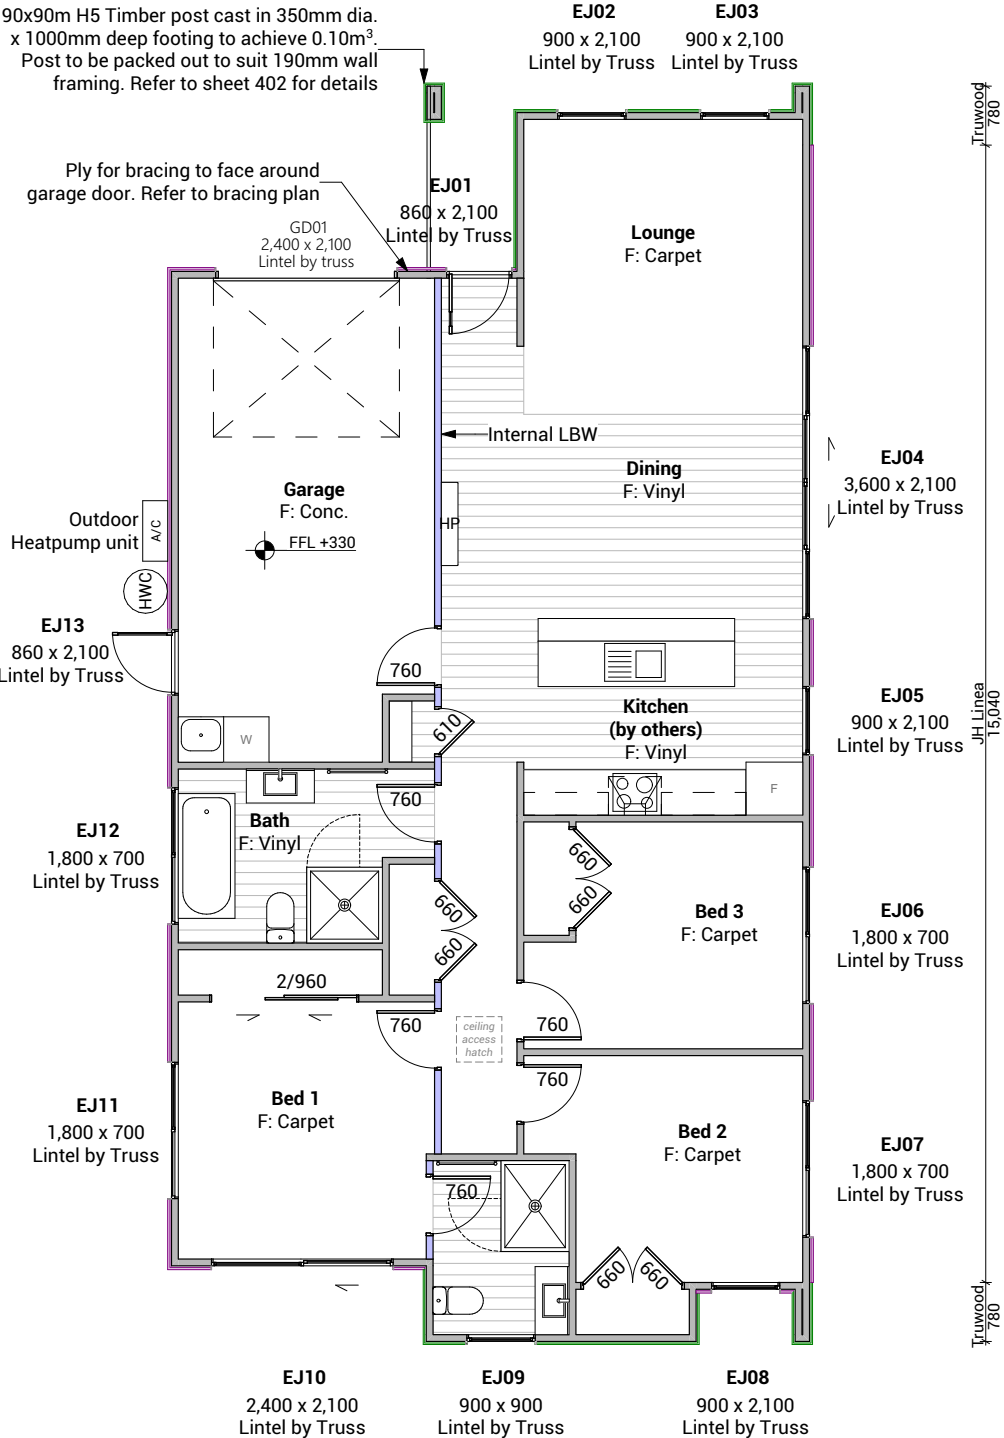 90x90m H5 Timber post cast in 350mm dia.
x 1000mm deep footing to achieve 0.10m³.
Post to be packed out to suit 190mm wall
framing. Refer to sheet 402 for details
EJ02
900 x 2,100
Lintel by Truss
EJ03
900 x 2,100
Lintel by Truss
Truwood
780
Ply for bracing to face around
garage door. Refer to bracing plan
EJ01
860 x 2,100
Lintel by Truss
GD01
2,400 x 2,100
Lintel by truss
Lounge
F: Carpet
Internal LBW
Dining
F: Vinyl
EJ04
3,600 x 2,100
Lintel by Truss
Garage
F: Conc.
FFL +330
HP
Outdoor
Heatpump unit
A/C
HWC
EJ13
860 x 2,100
Lintel by Truss
760
610
W
Kitchen
(by others)
F: Vinyl
F
EJ05
900 x 2,100
Lintel by Truss
JH Linea
15,040
EJ12
1,800 x 700
Lintel by Truss
Bath
F: Vinyl
760
660
660
660
660
Bed 3
F: Carpet
EJ06
1,800 x 700
Lintel by Truss
2/960
760
ceiling
access
hatch
760
760
EJ11
1,800 x 700
Lintel by Truss
Bed 1
F: Carpet
Bed 2
F: Carpet
EJ07
1,800 x 700
Lintel by Truss
760
660
660
Truwood
780
EJ10
2,400 x 2,100
Lintel by Truss
EJ09
900 x 900
Lintel by Truss
EJ08
900 x 2,100
Lintel by Truss